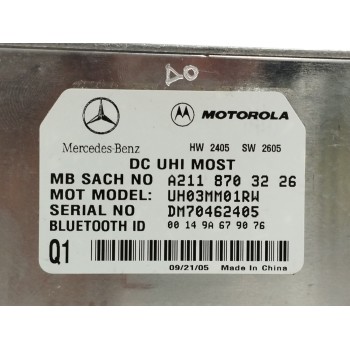 DO
Mercedes-Benz
MOTOROLA
HW 2405 SW 2605
DC UHI MOST
MB SACH NO A211 870 32 26
MOT MODEL: UH03MM01RW
SERIAL NO DM70462405
BLUETOOTH ID 00 14 9A 67 90 76
Q1
09/21/05 Made In China